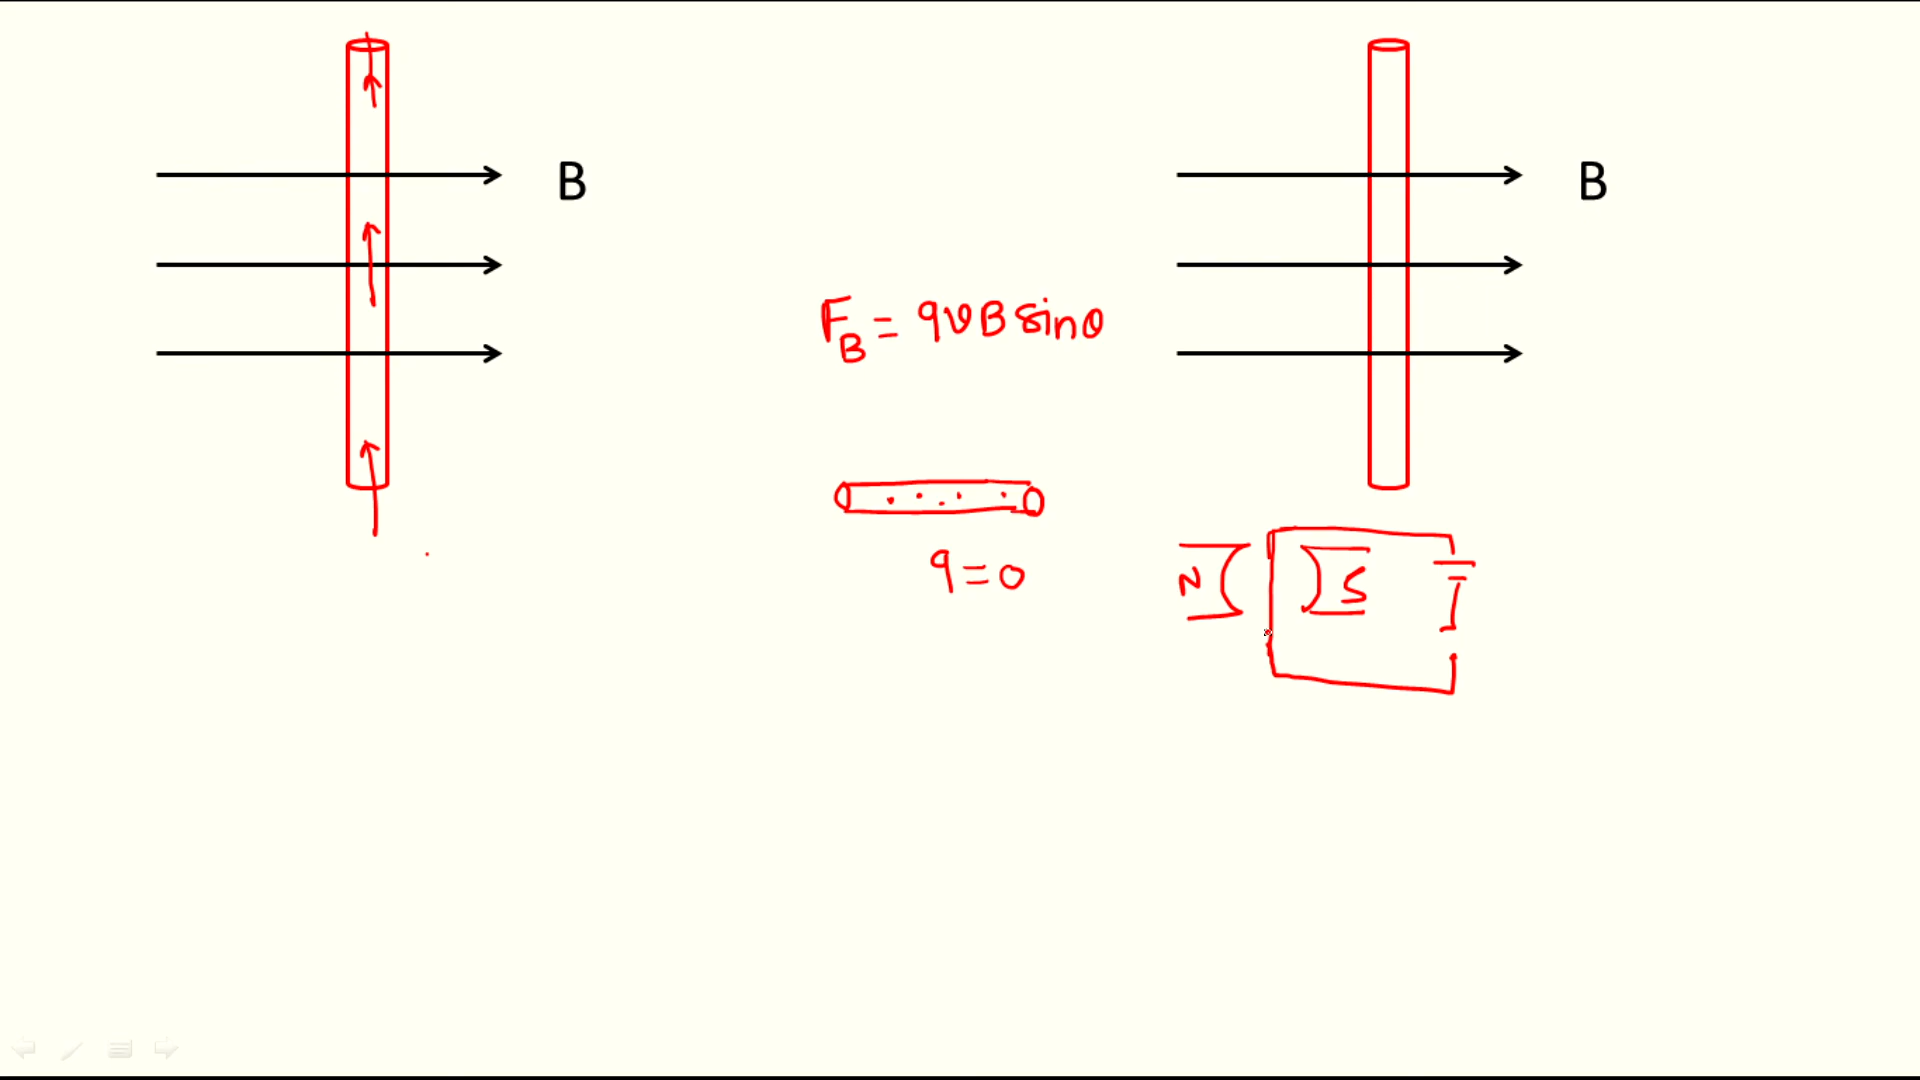 B
B
F_B = qvB sinθ
q = 0
N
S